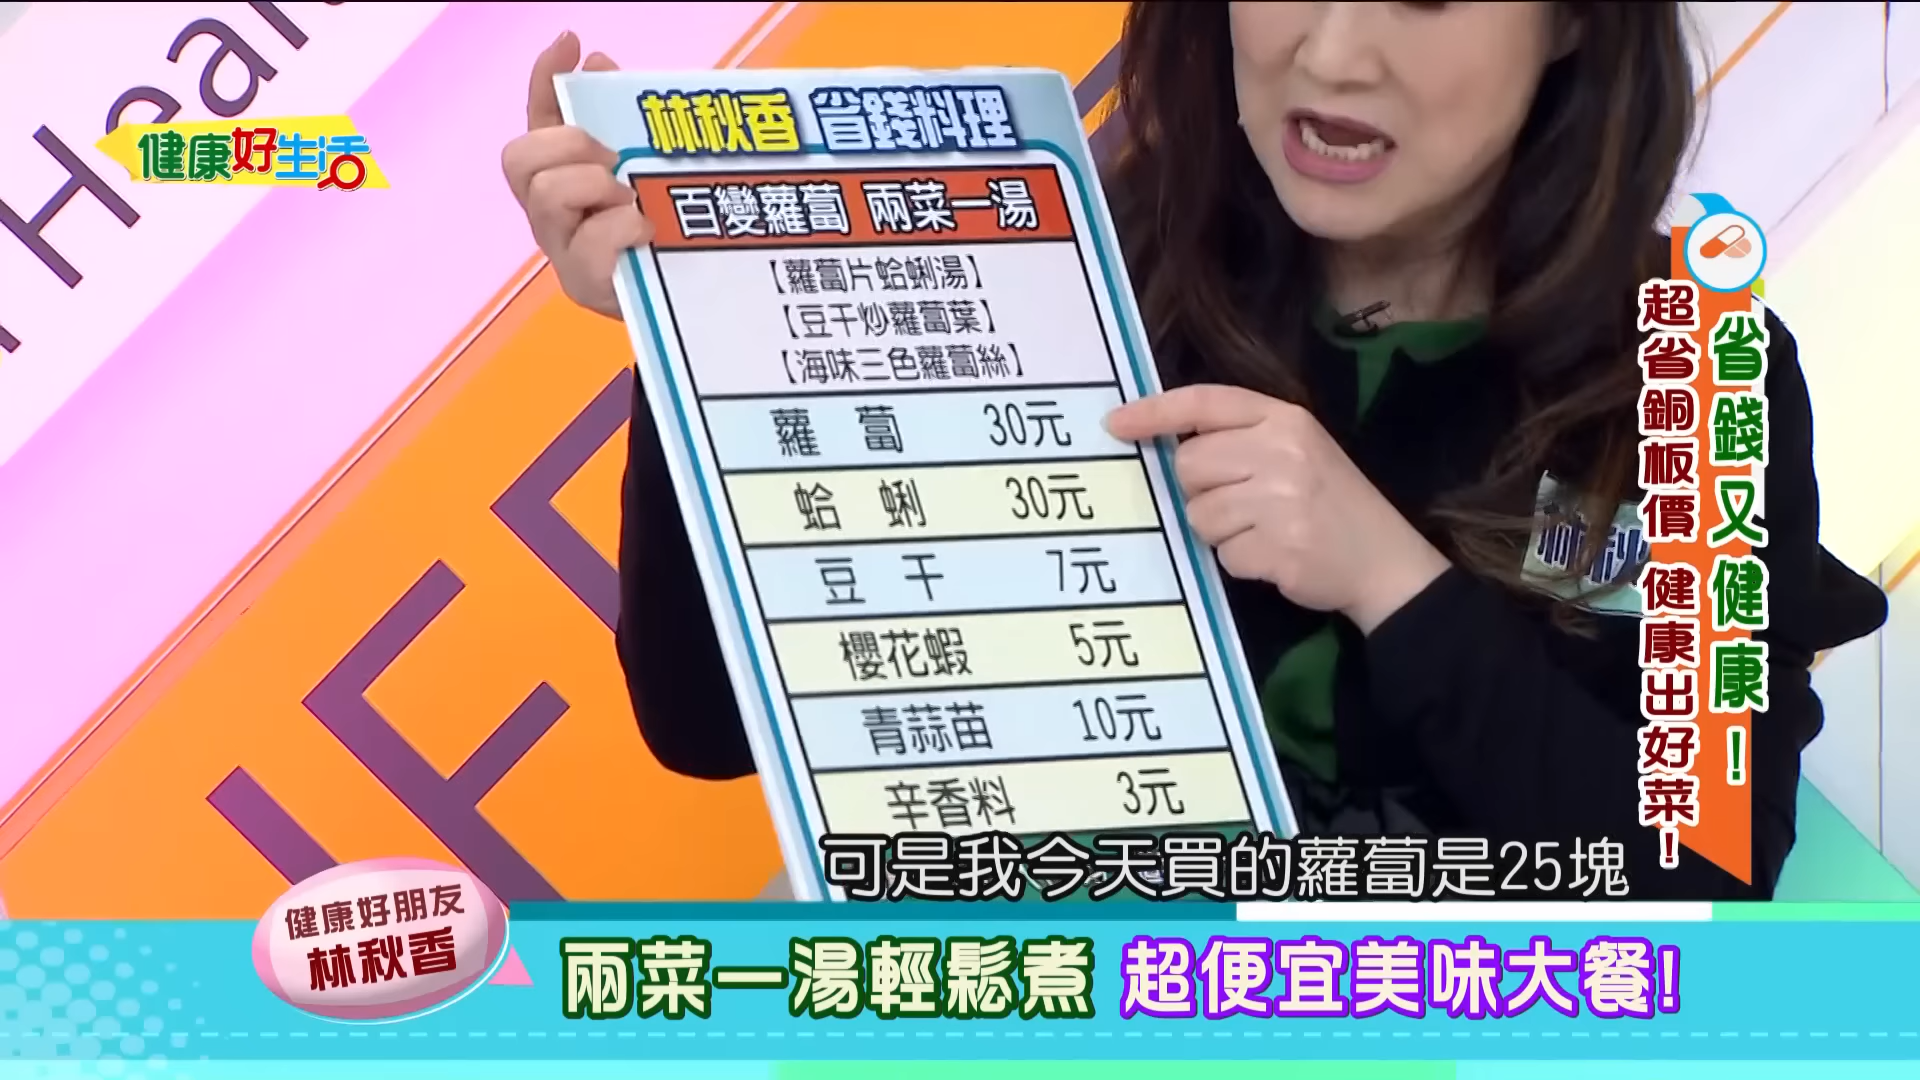 Heal
健康好生活
林秋香 省錢料理
百變蘿蔔 兩菜一湯
【蘿蔔片蛤蜊湯】
【豆干炒蘿蔔葉】
【海味三色蘿蔔絲】
蘿蔔 30元
蛤蜊 30元
豆干 7元
櫻花蝦 5元
青蒜苗 10元
辛香料 3元
省錢又健康！
超省銅板價 健康出好菜！
可是我今天買的蘿蔔是25塊
健康好朋友
林秋香
兩菜一湯輕鬆煮 超便宜美味大餐!